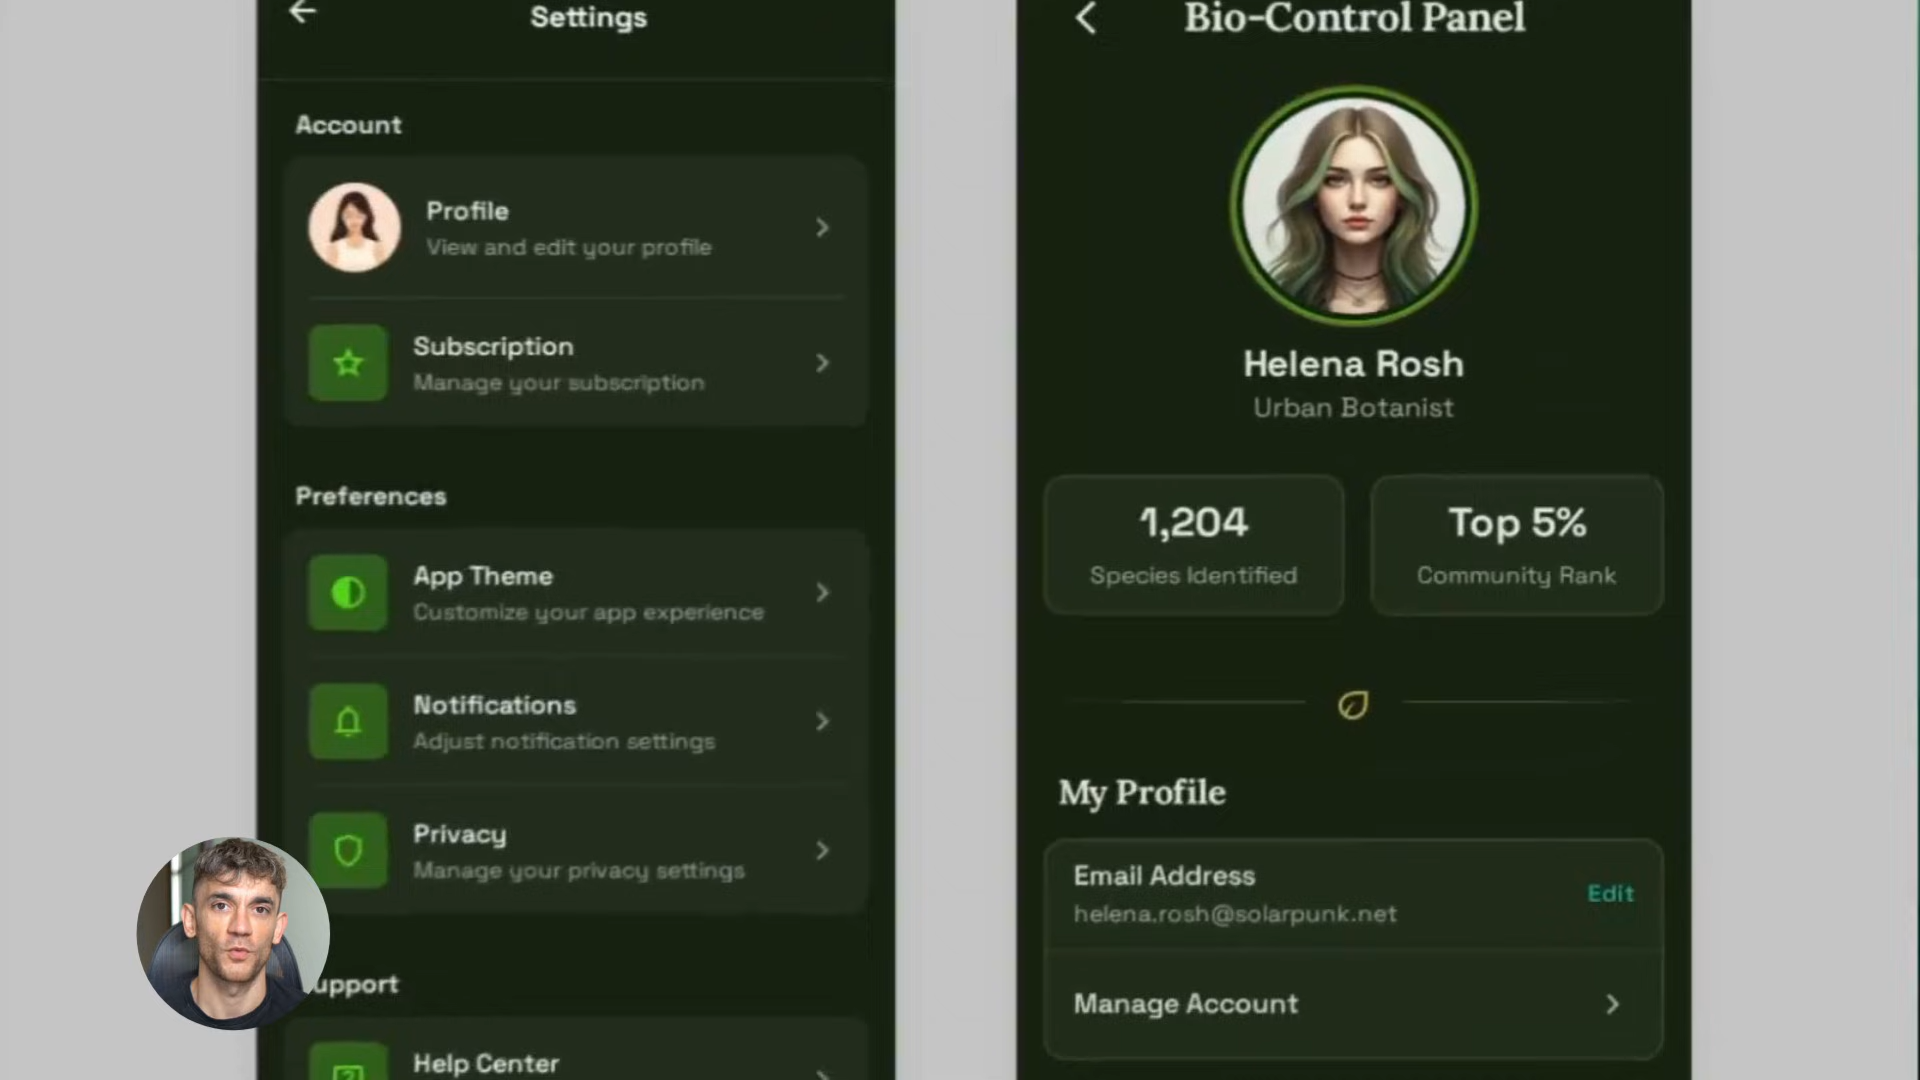 Settings
Account
Profile
View and edit your profile
Subscription
Manage your subscription
Preferences
App Theme
Customize your app experience
Notifications
Adjust notification settings
Privacy
Manage your privacy settings
upport
Help Center
Bio-Control Panel
Helena Rosh
Urban Botanist
1,204
Species Identified
Top 5%
Community Rank
My Profile
Email Address
helena.rosh@solarpunk.net
Edit
Manage Account